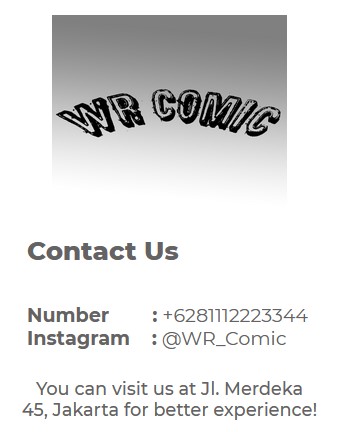 WR COMIC
Contact Us
Number : +6281112223344
Instagram : @WR_Comic
You can visit us at Jl. Merdeka
45, Jakarta for better experience!